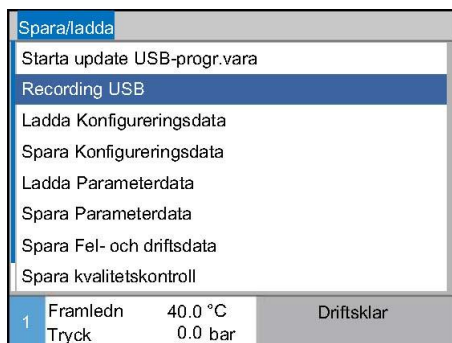 Spara/ladda
Starta update USB-progr.vara
Recording USB
Ladda Konfigureringsdata
Spara Konfigureringsdata
Ladda Parameterdata
Spara Parameterdata
Spara Fel- och driftsdata
Spara kvalitetskontroll
1 Framledn 40.0 °C Driftsklar
Tryck 0.0 bar